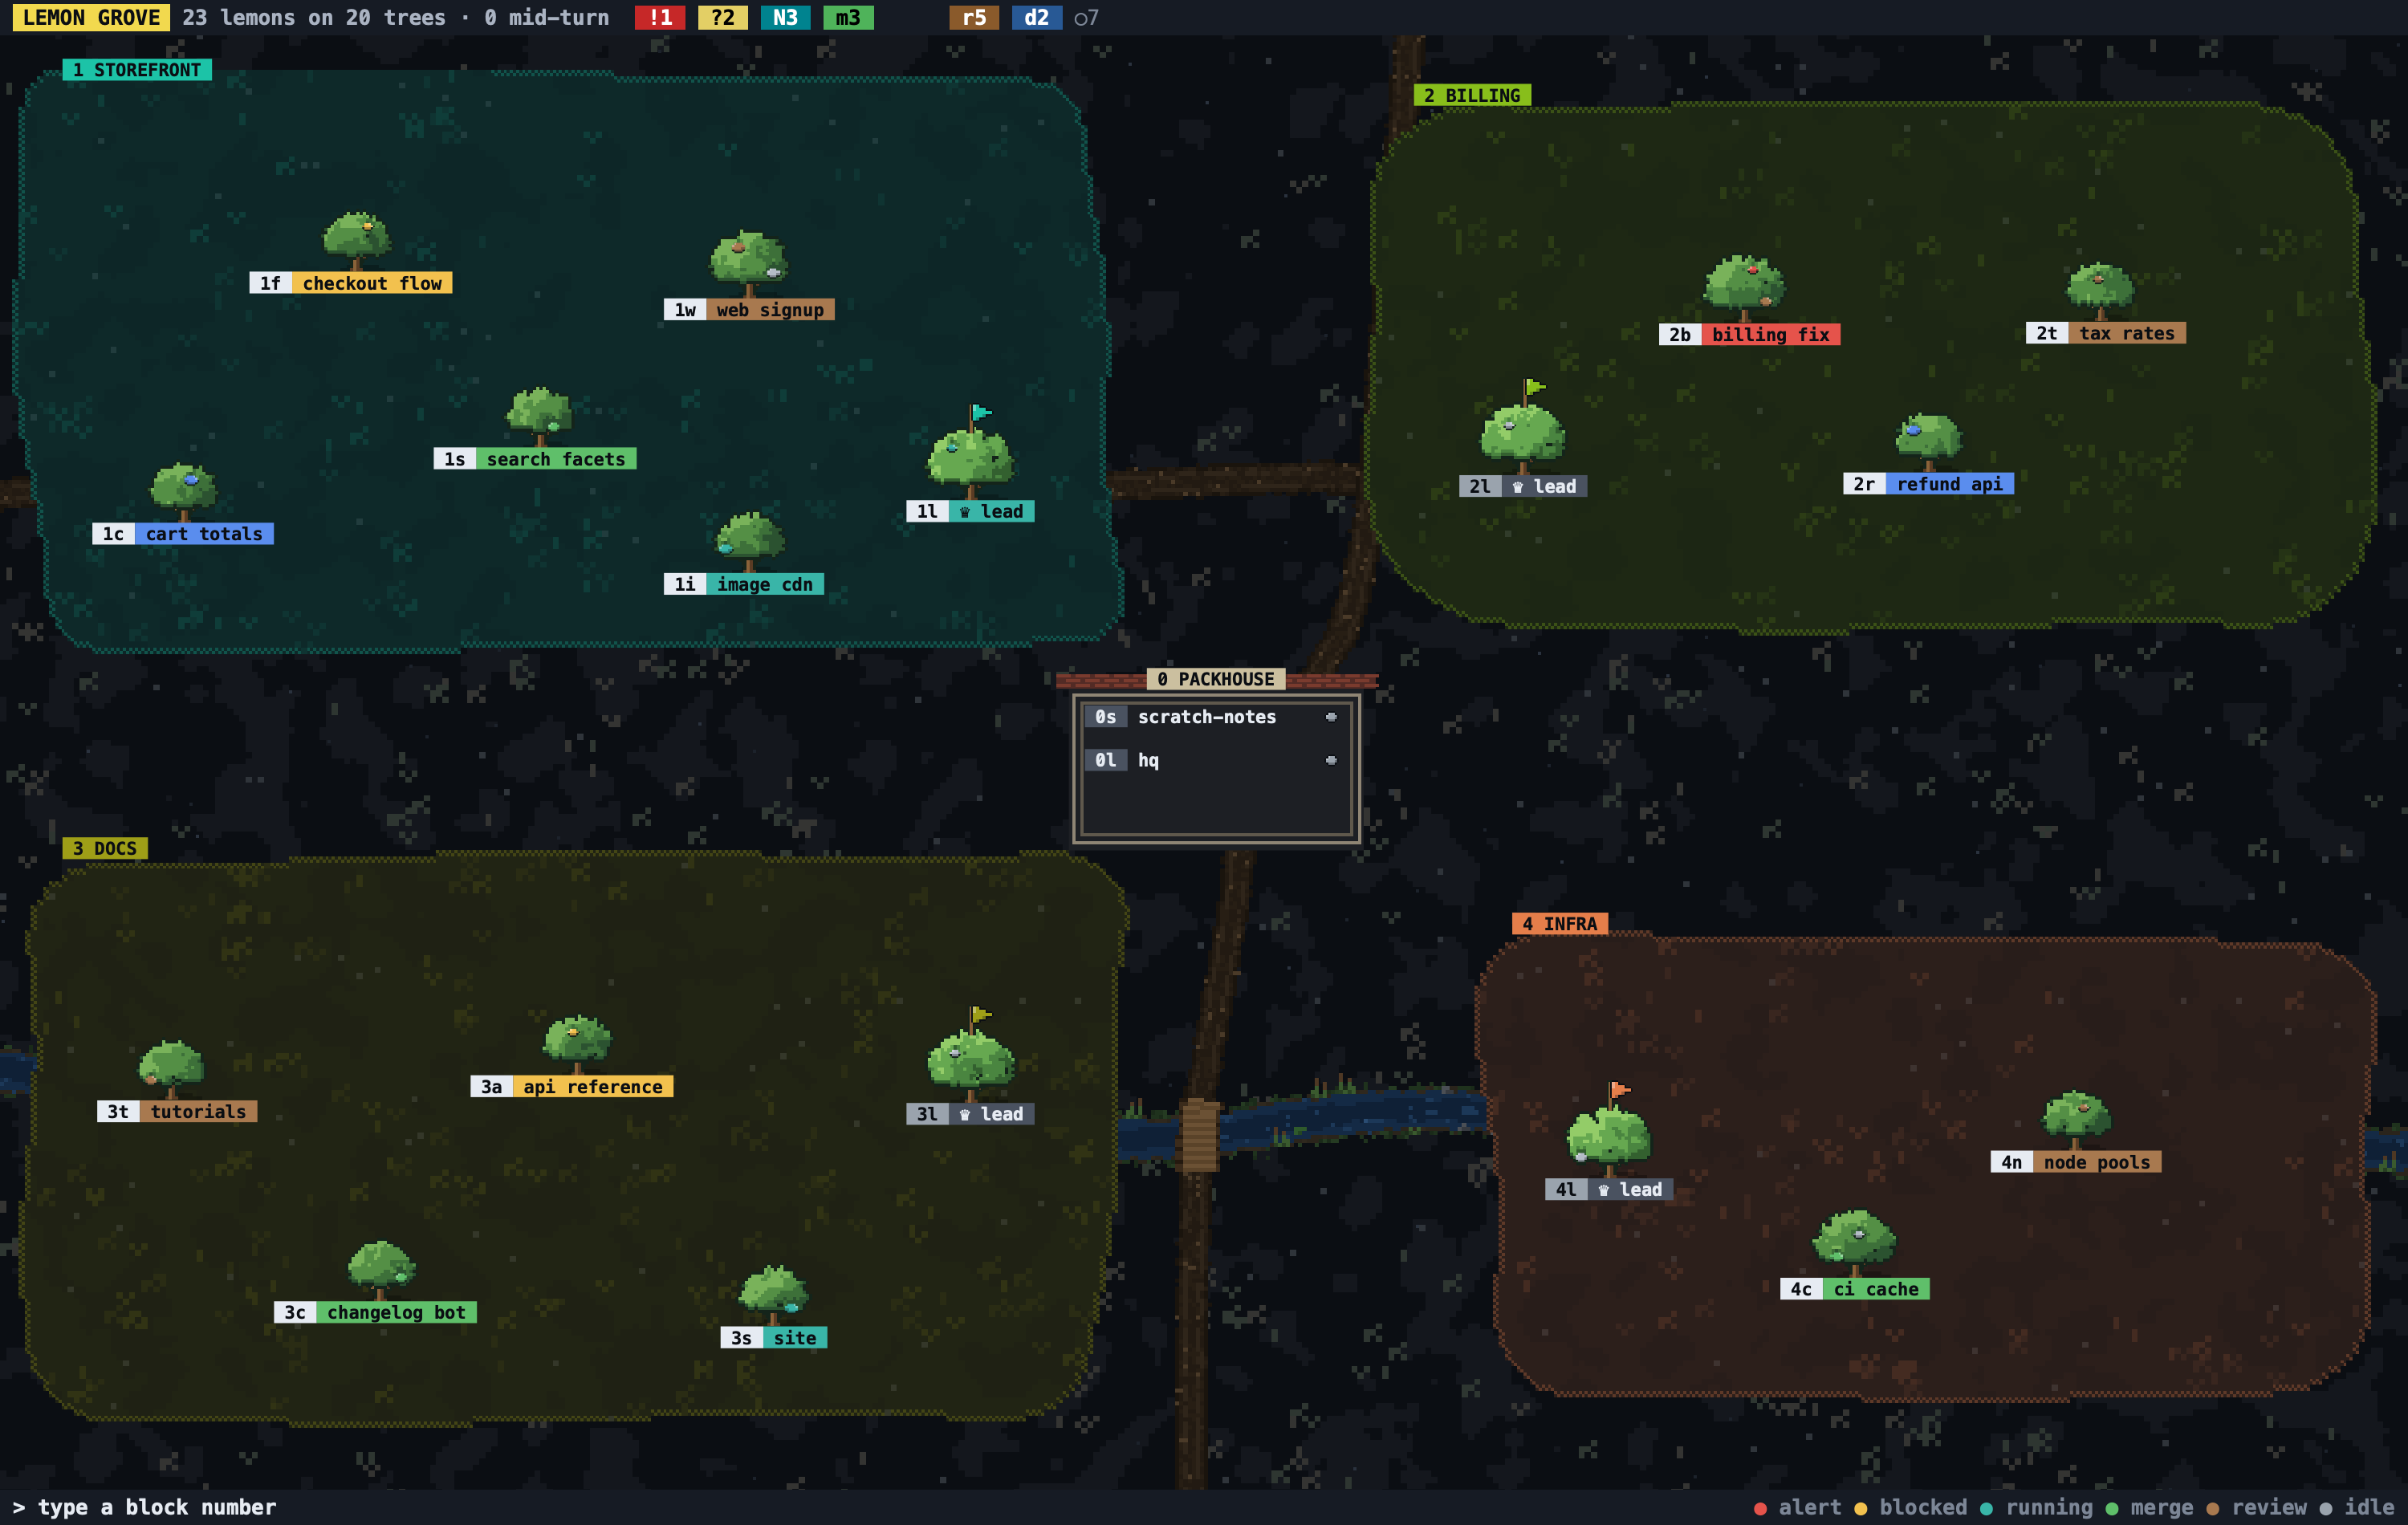 LEMON GROVE 23 lemons on 20 trees · 0 mid-turn !1 ?2 N3 m3 r5 d2 ○7
1 STOREFRONT
2 BILLING
1f checkout flow
1w web signup
2b billing fix
2t tax rates
1s search facets
1l ♛ lead
2l ♛ lead
2r refund api
1c cart totals
1i image cdn
0 PACKHOUSE
0s scratch-notes
0l hq
3 DOCS
4 INFRA
3t tutorials
3a api reference
3l ♛ lead
4l ♛ lead
4n node pools
3c changelog bot
3s site
4c ci cache
> type a block number
● alert ● blocked ● running ● merge ● review ● idle